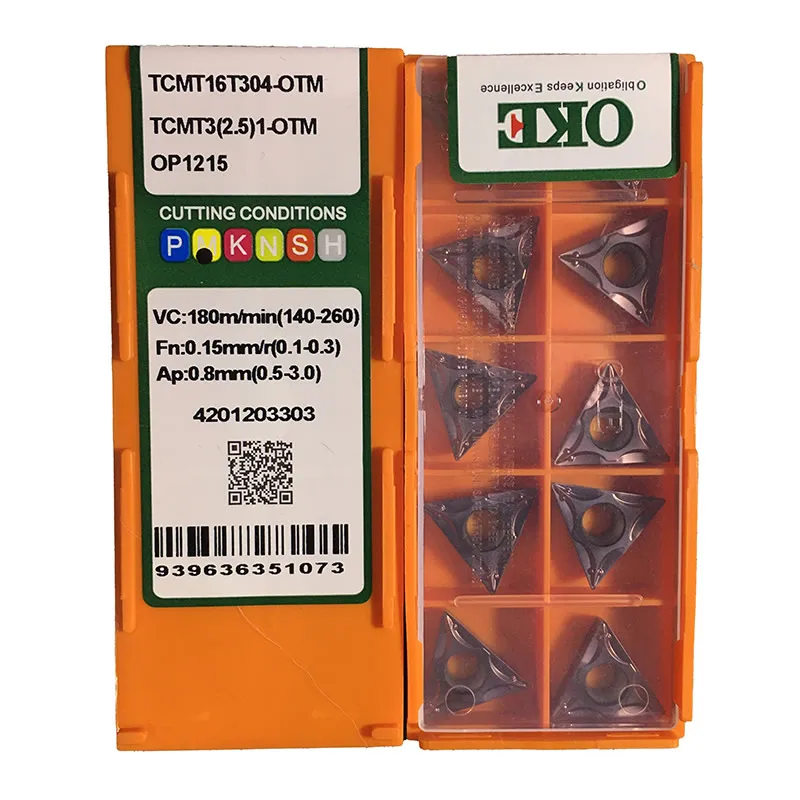 TCMT16T304-OTM
TCMT3(2.5)1-OTM
OP1215
CUTTING CONDITIONS
P M K N S H
VC:180m/min(140-260)
Fn:0.15mm/r(0.1-0.3)
Ap:0.8mm(0.5-3.0)
4201203303
939636351073
OKE
Obligation Keeps Excellence